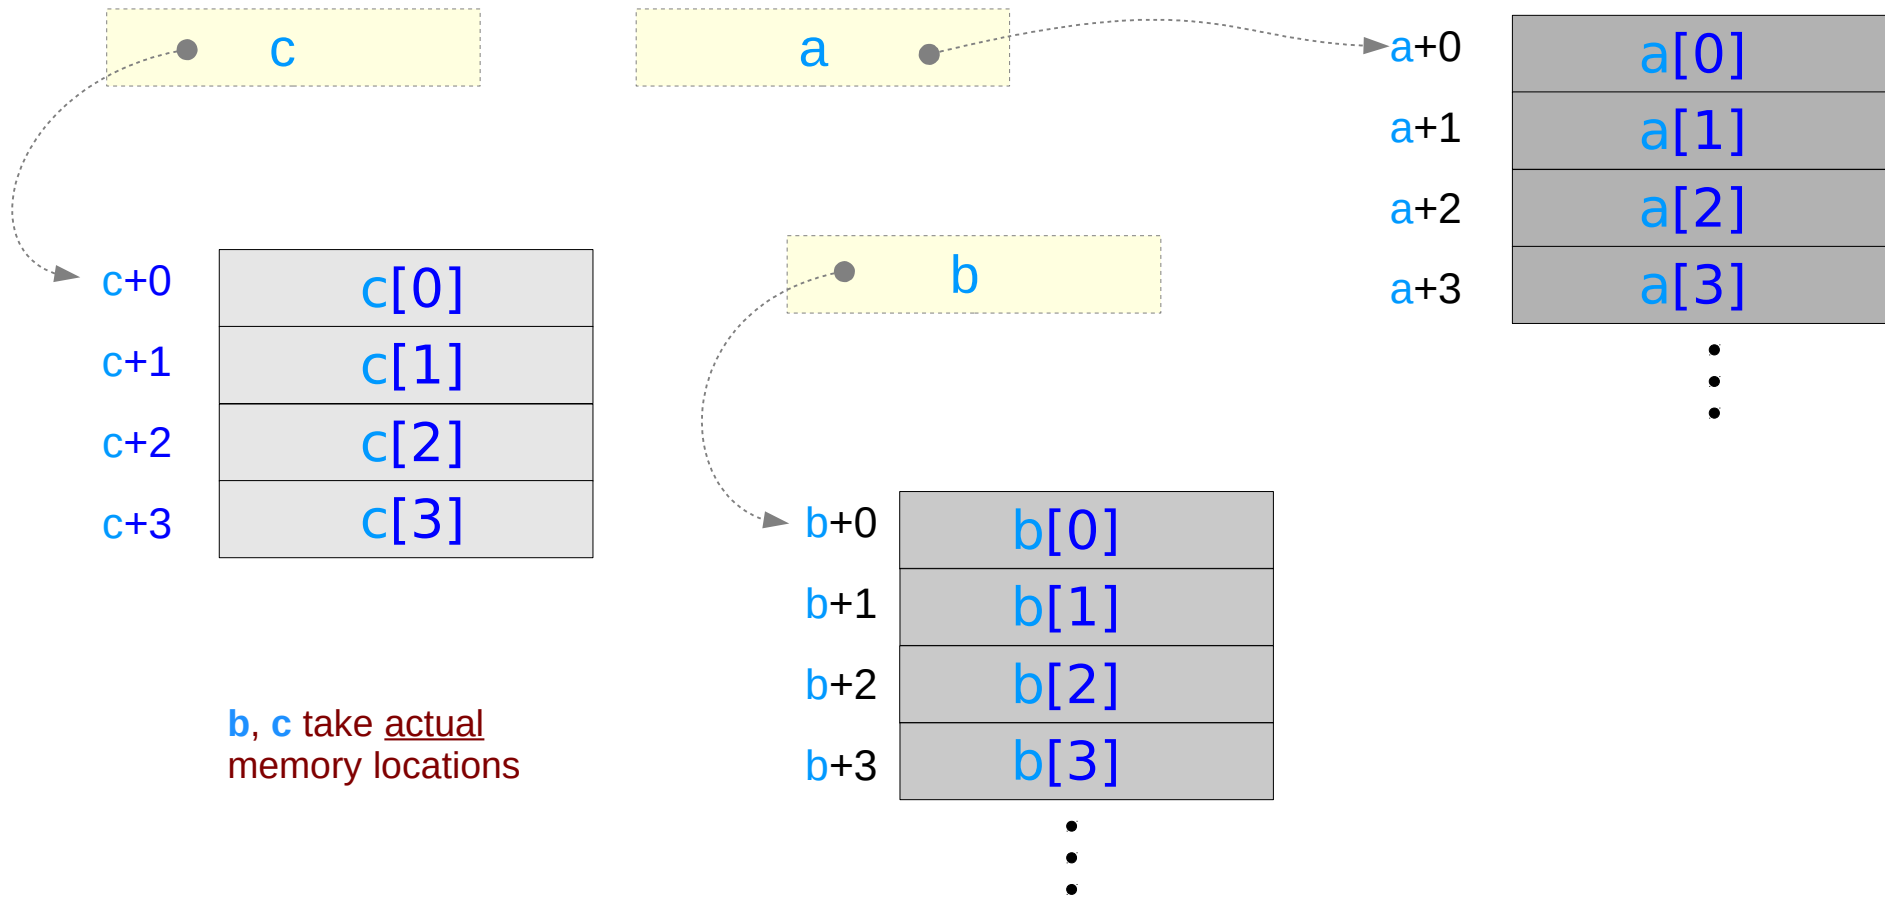 c
a
a+0
a[0]
a+1
a[1]
a+2
a[2]
a+3
a[3]
b
c+0
c[0]
c+1
c[1]
c+2
c[2]
c+3
c[3]
b+0
b[0]
b+1
b[1]
b+2
b[2]
b+3
b[3]
b, c take actual
memory locations